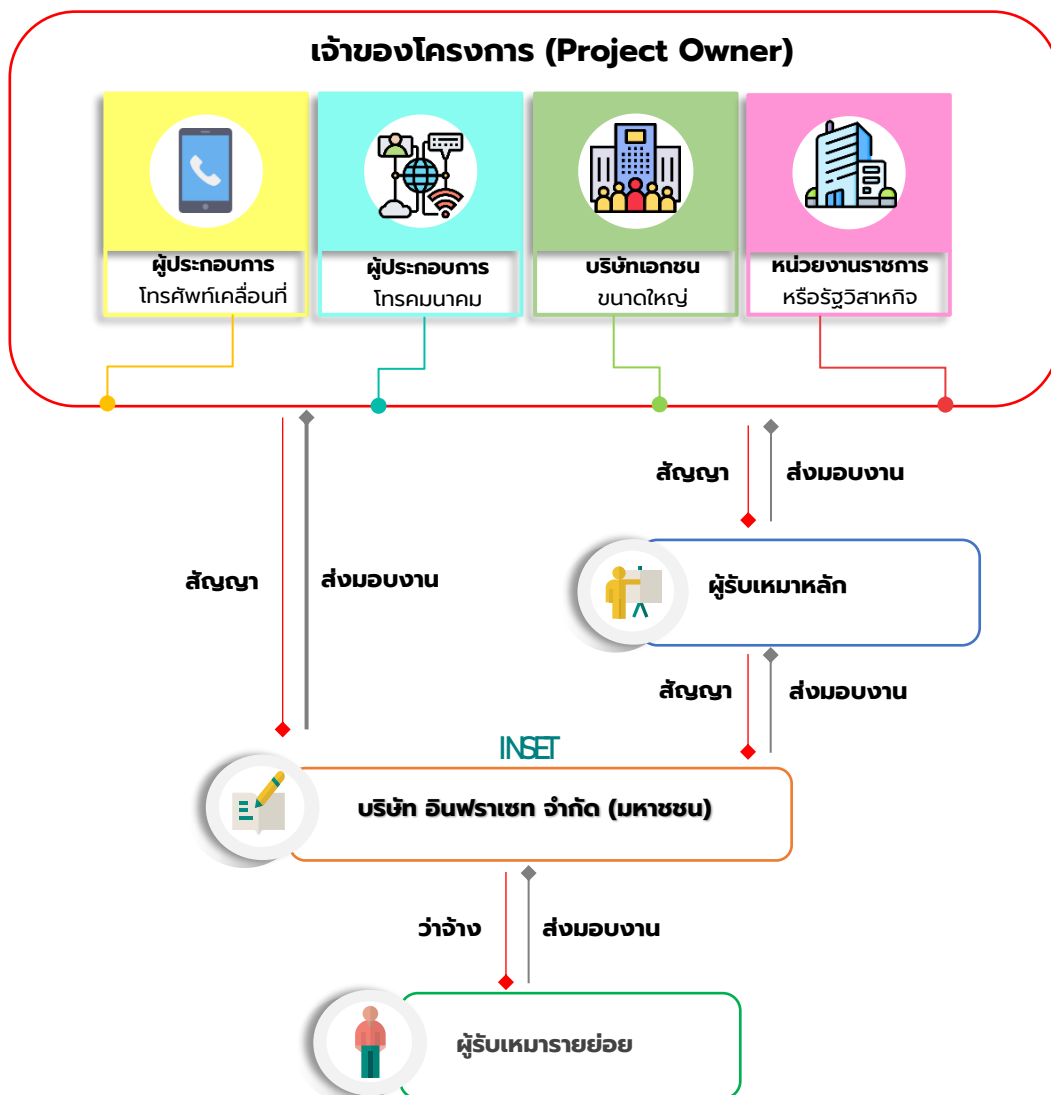 เจ้าของโครงการ (Project Owner)
ผู้ประกอบการ
โทรศัพท์เคลื่อนที่
ผู้ประกอบการ
โทรคมนาคม
บริษัทเอกชน
ขนาดใหญ่
หน่วยงานราชการ
หรือรัฐวิสาหกิจ
สัญญา
ส่งมอบงาน
ผู้รับเหมาหลัก
สัญญา
ส่งมอบงาน
สัญญา
ส่งมอบงาน
INSET
บริษัท อินฟราเซท จำกัด (มหาชชน)
ว่าจ้าง
ส่งมอบงาน
ผู้รับเหมารายย่อย